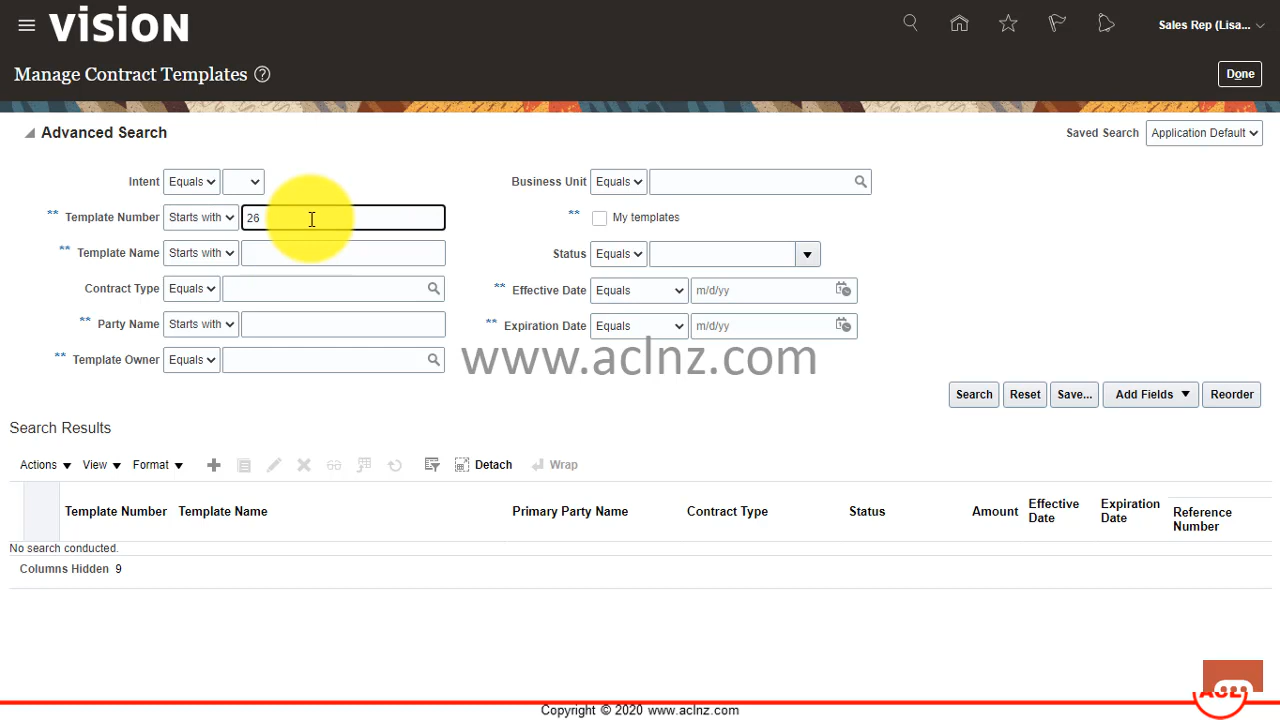 vision
Sales Rep (Lisa...
Manage Contract Templates ?
Done
Advanced Search
Saved Search Application Default
Intent Equals
Business Unit Equals
** Template Number Starts with 26
** My templates
** Template Name Starts with
Status Equals
Contract Type Equals
** Effective Date Equals m/d/yy
** Party Name Starts with
** Expiration Date Equals m/d/yy
** Template Owner Equals
www.aclnz.com
Search Reset Save... Add Fields Reorder
Search Results
Actions View Format Detach Wrap
Template Number Template Name Primary Party Name Contract Type Status Amount Effective Date Expiration Date Reference Number
No search conducted.
Columns Hidden 9
ACL
Copyright © 2020 www.aclnz.com